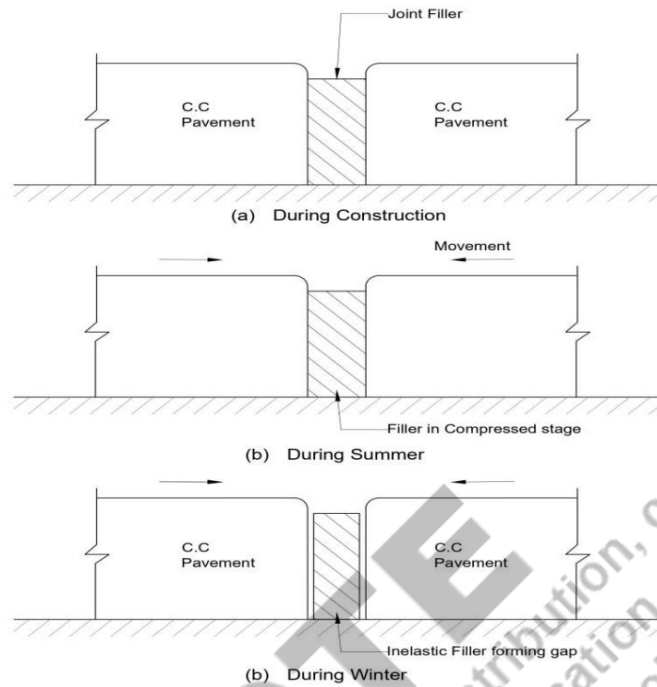 Joint Filler
C.C
Pavement
C.C
Pavement
(a) During Construction
Movement
Filler in Compressed stage
(b) During Summer
C.C
Pavement
C.C
Pavement
Inelastic Filler forming gap
(b) During Winter